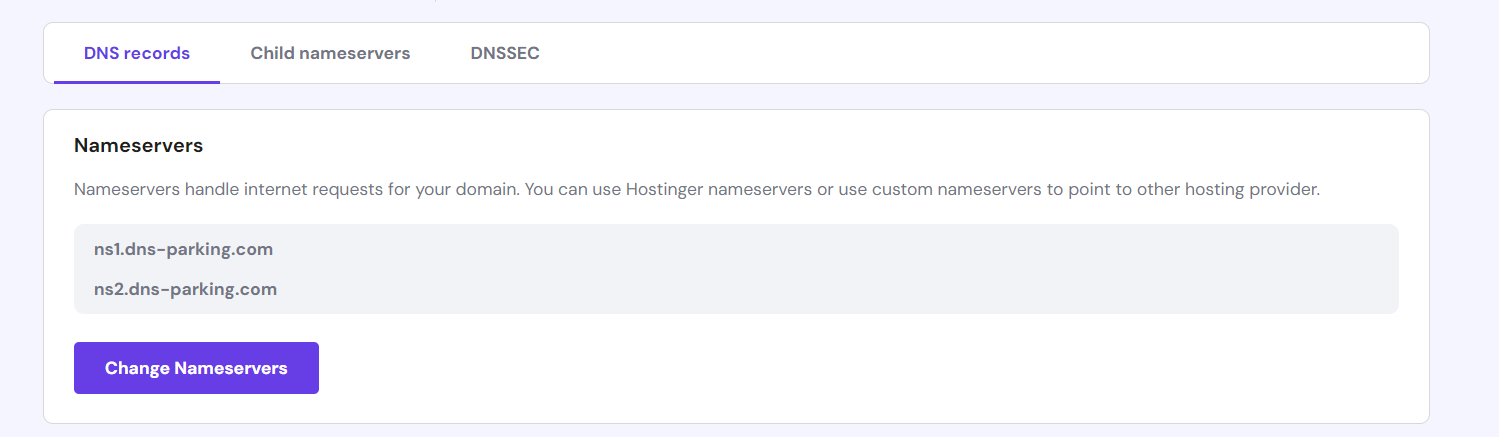 DNS records Child nameservers DNSSEC
Nameservers
Nameservers handle internet requests for your domain. You can use Hostinger nameservers or use custom nameservers to point to other hosting provider.
ns1.dns-parking.com
ns2.dns-parking.com
Change Nameservers